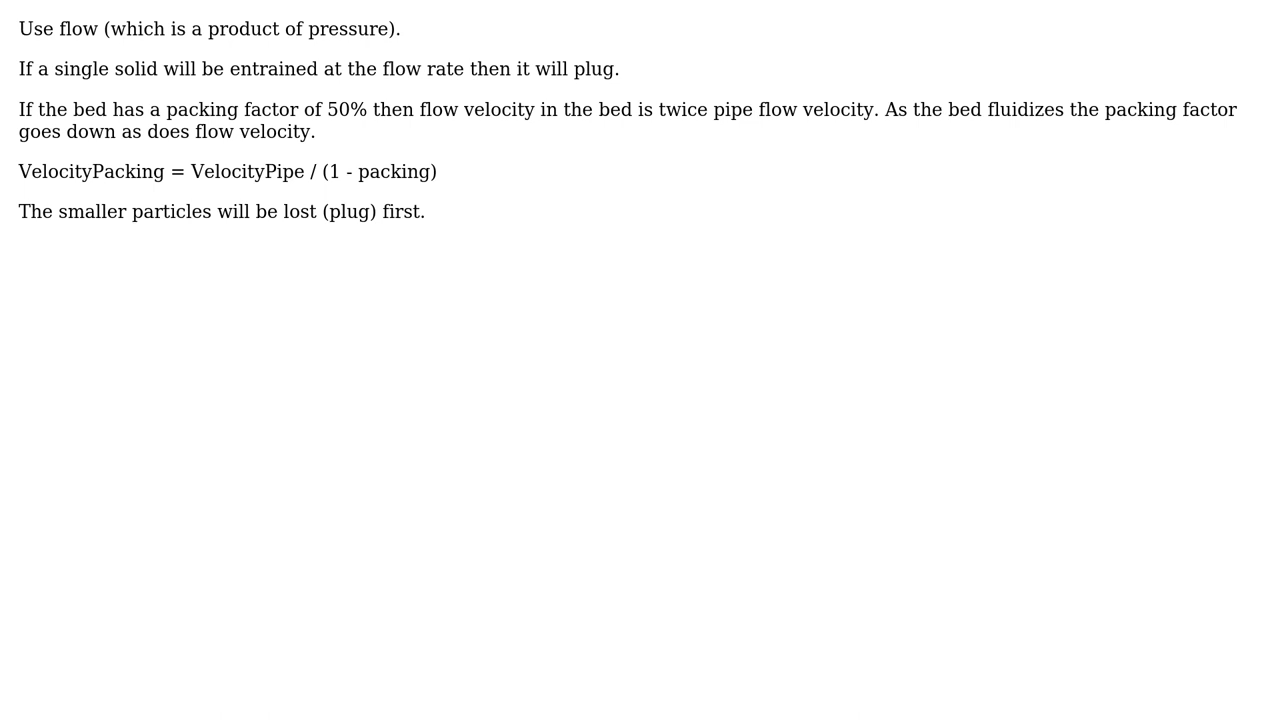 Use flow (which is a product of pressure).
If a single solid will be entrained at the flow rate then it will plug.
If the bed has a packing factor of 50% then flow velocity in the bed is twice pipe flow velocity. As the bed fluidizes the packing factor
goes down as does flow velocity.
VelocityPacking = VelocityPipe / (1 - packing)
The smaller particles will be lost (plug) first.